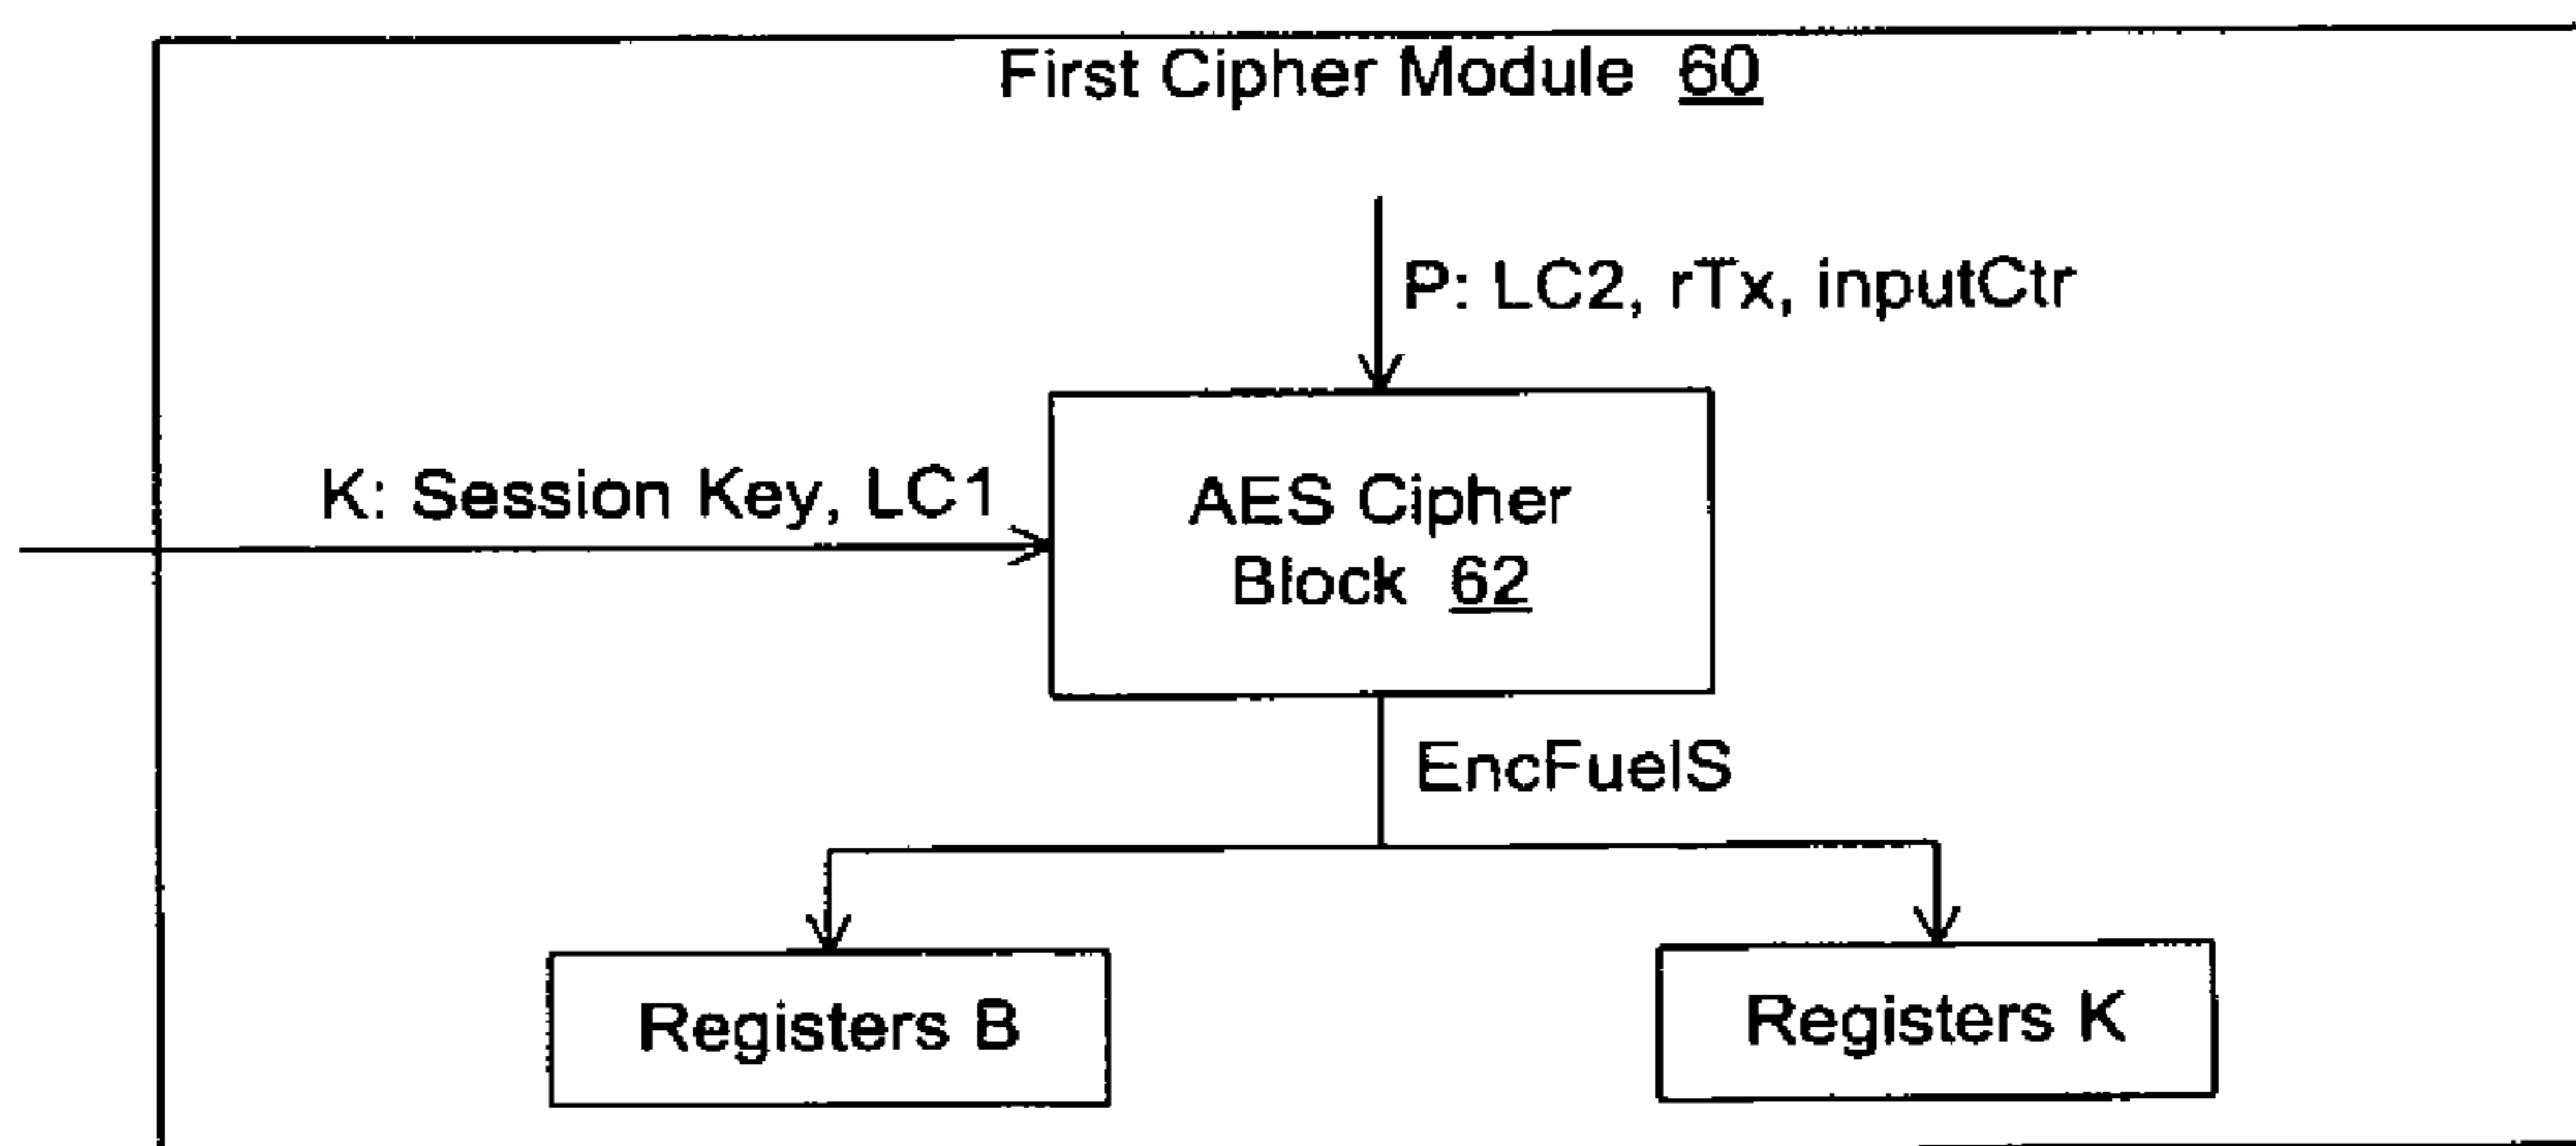 First Cipher Module 60
P: LC2, rTx, inputCtr
K: Session Key, LC1
AES Cipher
Block 62
EncFuelS
Registers B
Registers K